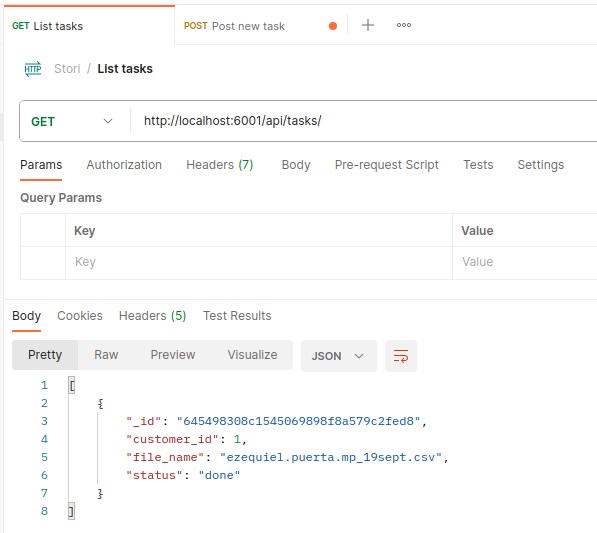 GET List tasks
POST Post new task
HTTP Stori / List tasks
GET http://localhost:6001/api/tasks/
Params Authorization Headers (7) Body Pre-request Script Tests Settings
Query Params
Key Value
Key Value
Body Cookies Headers (5) Test Results
Pretty Raw Preview Visualize JSON
1 [
2 {
3 "_id": "645498308c1545069898f8a579c2fed8",
4 "customer_id": 1,
5 "file_name": "ezequiel.puerta.mp_19sept.csv",
6 "status": "done"
7 }
8 ]